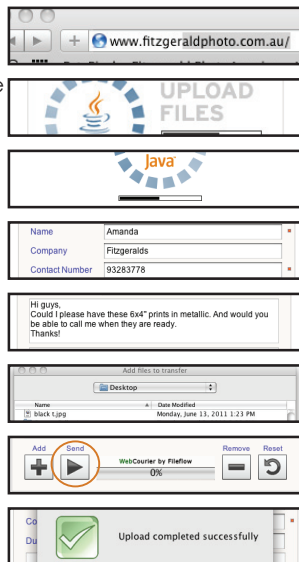 www.fitzgeraldphoto.com.au/
e
UPLOAD
FILES
Java
Name Amanda
Company Fitzgeralds
Contact Number 93283778
Hi guys,
Could I please have these 6x4" prints in metallic. And would you
be able to call me when they are ready.
Thanks!
Add files to transfer
Desktop
Name Date Modified
black t.jpg Monday, June 13, 2011 1:23 PM
Add Send WebCourier by Fileflow Remove Reset
0%
Co
Du
Upload completed successfully